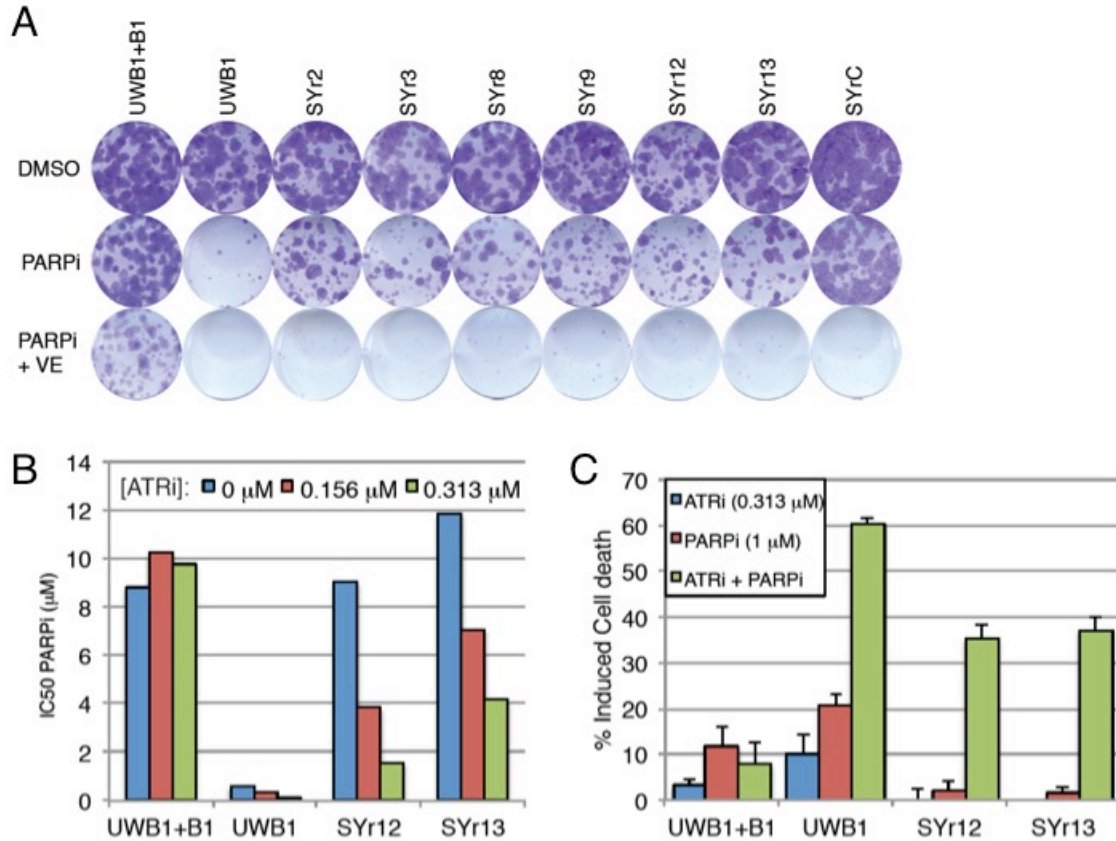 A
UWB1+B1 UWB1 SYr2 SYr3 SYr8 SYr9 SYr12 SYr13 SYrC
DMSO
PARPi
PARPi
+ VE
B
[ATRi]: 0 μM 0.156 μM 0.313 μM
IC50 PARPi (μM)
14
12
10
8
6
4
2
0
UWB1+B1 UWB1 SYr12 SYr13
C
ATRi (0.313 μM)
PARPi (1 μM)
ATRi + PARPi
% Induced Cell death
70
60
50
40
30
20
10
0
UWB1+B1 UWB1 SYr12 SYr13